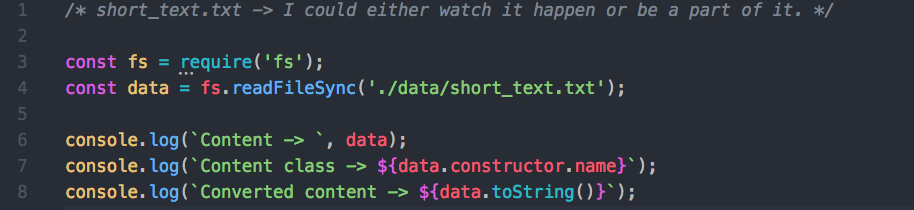 1 /* short_text.txt -> I could either watch it happen or be a part of it. */
2
3 const fs = require('fs');
4 const data = fs.readFileSync('./data/short_text.txt');
5
6 console.log(`Content -> `, data);
7 console.log(`Content class -> ${data.constructor.name}`);
8 console.log(`Converted content -> ${data.toString()}`);